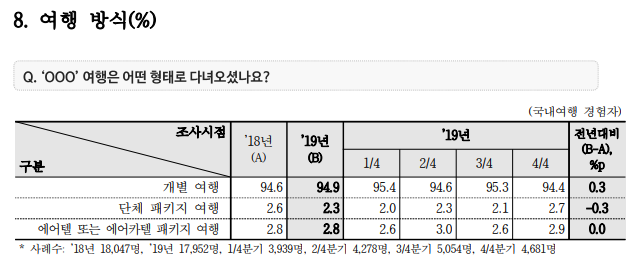 8. 여행 방식(%)
Q. ‘OOO’ 여행은 어떤 형태로 다녀오셨나요?
(국내여행 경험자)
조사시점 구분 ’18년 (A) ’19년 (B) ’19년 전년대비 (B-A), %p
1/4 2/4 3/4 4/4
개별 여행 94.6 94.9 95.4 94.6 95.3 94.4 0.3
단체 패키지 여행 2.6 2.3 2.0 2.3 2.1 2.7 -0.3
에어텔 또는 에어카텔 패키지 여행 2.8 2.8 2.6 3.0 2.6 2.9 0.0
* 사례수: ’18년 18,047명, ’19년 17,952명, 1/4분기 3,939명, 2/4분기 4,278명, 3/4분기 5,054명, 4/4분기 4,681명